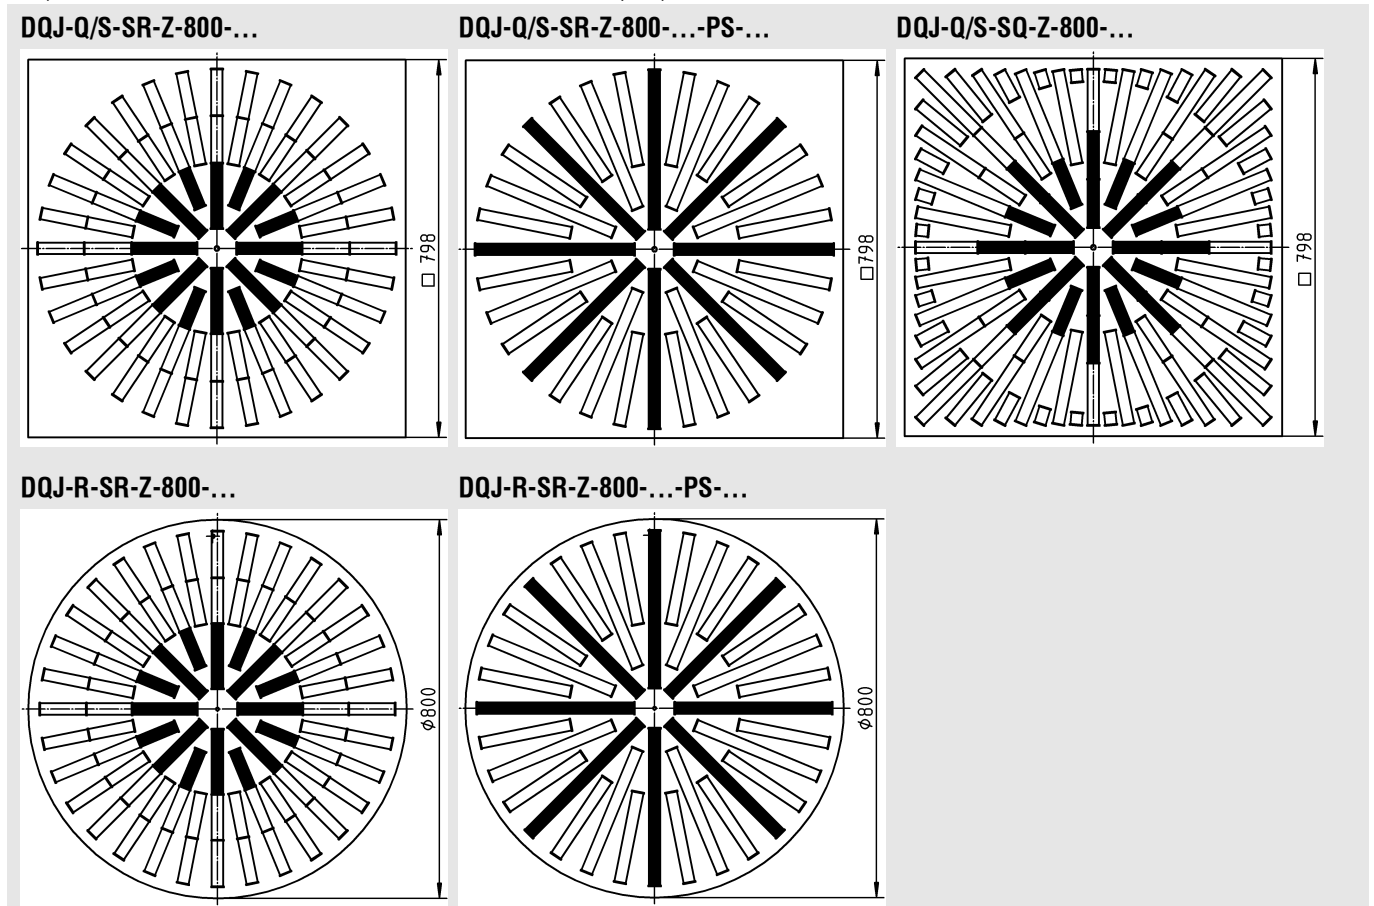 DQJ-Q/S-SR-Z-800-...
DQJ-Q/S-SR-Z-800-...-PS-...
DQJ-Q/S-SQ-Z-800-...
□ 798
□798
□ 798
DQJ-R-SR-Z-800-...
DQJ-R-SR-Z-800-...-PS-...
ϕ800
ϕ800